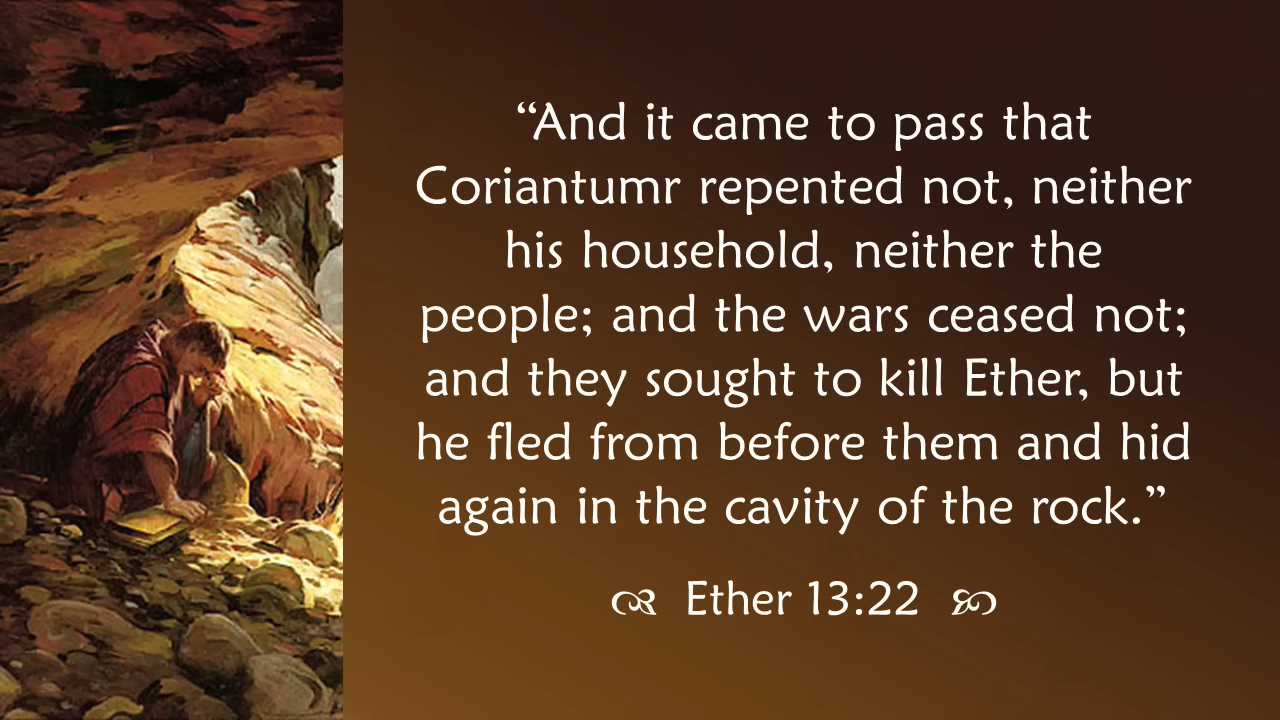 “And it came to pass that
Coriantumr repented not, neither
his household, neither the
people; and the wars ceased not;
and they sought to kill Ether, but
he fled from before them and hid
again in the cavity of the rock.”
Ether 13:22